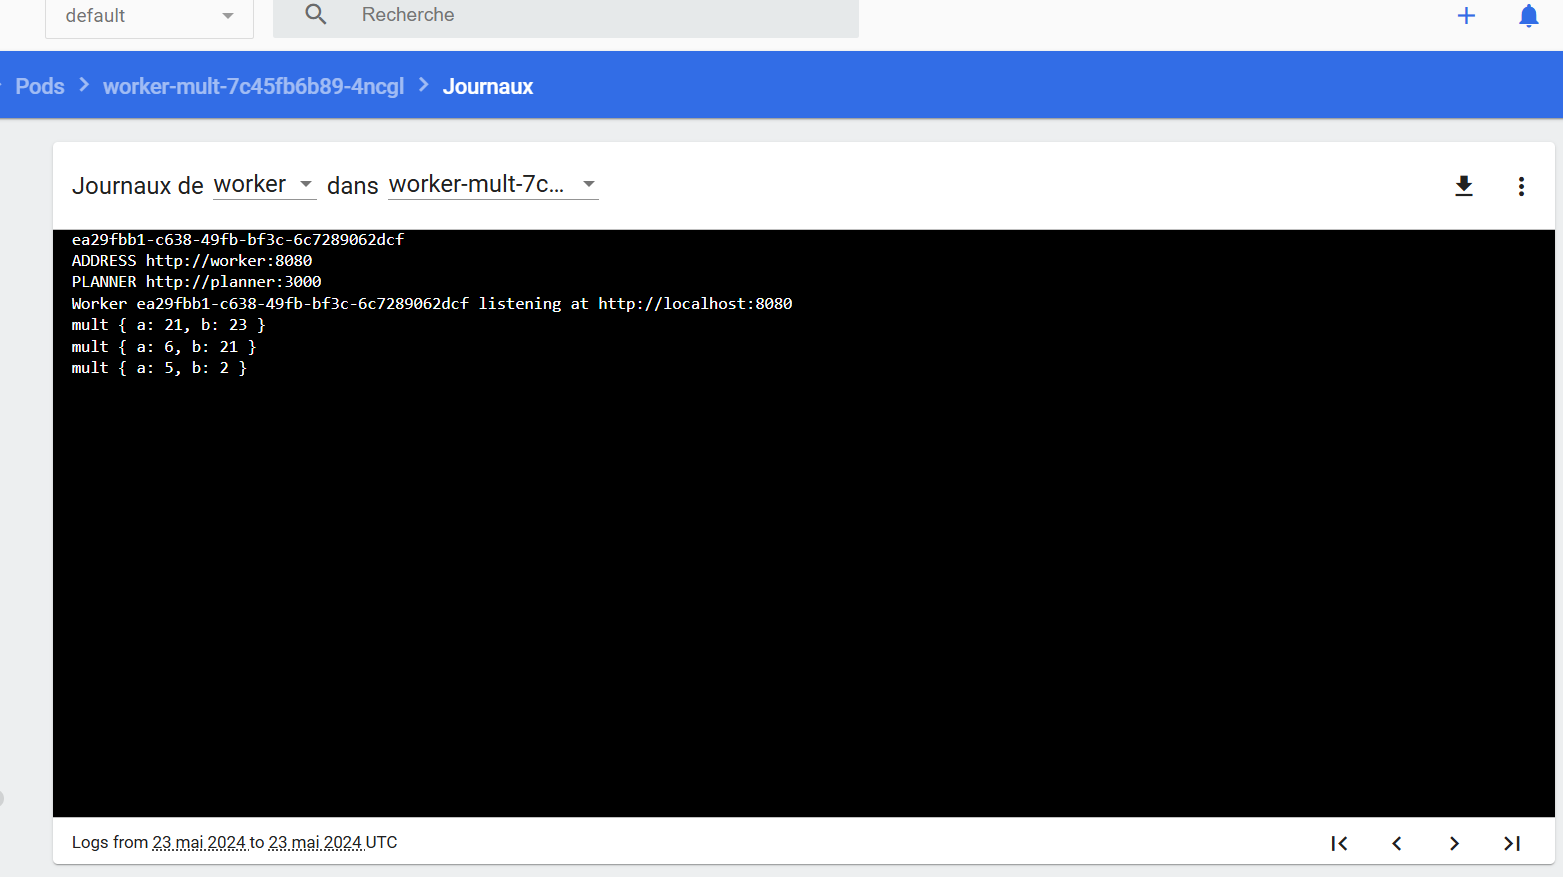 default
Recherche
Pods
worker-mult-7c45fb6b89-4ncgl
Journaux
Journaux de worker dans worker-mult-7c...
ea29fbb1-c638-49fb-bf3c-6c7289062dcf
ADDRESS http://worker:8080
PLANNER http://planner:3000
Worker ea29fbb1-c638-49fb-bf3c-6c7289062dcf listening at http://localhost:8080
mult { a: 21, b: 23 }
mult { a: 6, b: 21 }
mult { a: 5, b: 2 }
Logs from 23 mai 2024 to 23 mai 2024 UTC